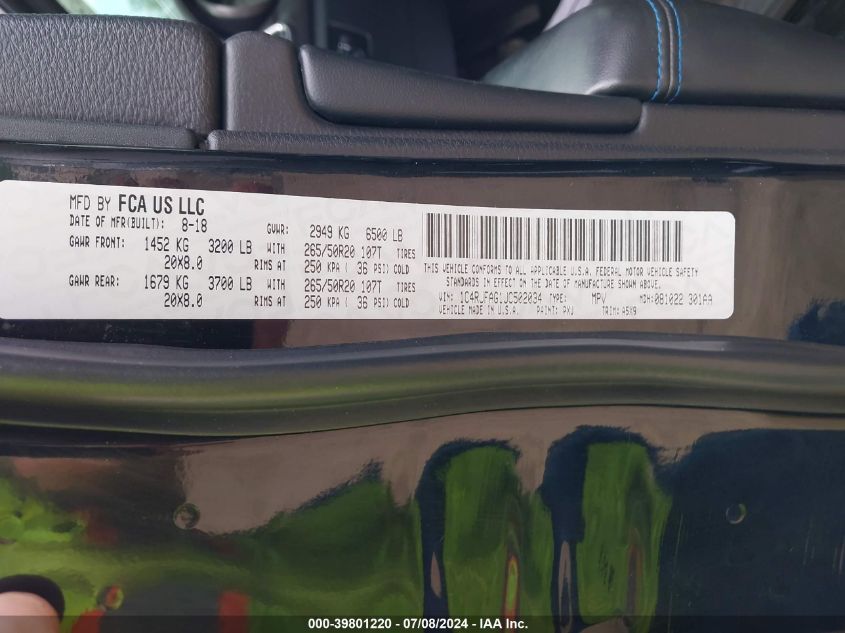 MFD BY FCA US LLC
DATE OF MFR(BUILT): 8-18 GVWR: 2949 KG 6500 LB
GAWR FRONT: 1452 KG 3200 LB WITH 265/50R20 107T TIRES
20X8.0 RIMS AT 250 KPA ( 36 PSI) COLD
GAWR REAR: 1679 KG 3700 LB WITH 265/50R20 107T TIRES
20X8.0 RIMS AT 250 KPA ( 36 PSI) COLD
THIS VEHICLE CONFORMS TO ALL APPLICABLE U.S.A. FEDERAL MOTOR VEHICLE SAFETY
STANDARDS IN EFFECT ON THE DATE OF MANUFACTURE SHOWN ABOVE.
VIN: 1C4RJFAG1JC502034 TYPE: MPV MDH:081022 301AA
VEHICLE MADE IN U.S.A. PAINT: PXJ TRIM: A5X9
000-39801220 - 07/08/2024 - IAA Inc.